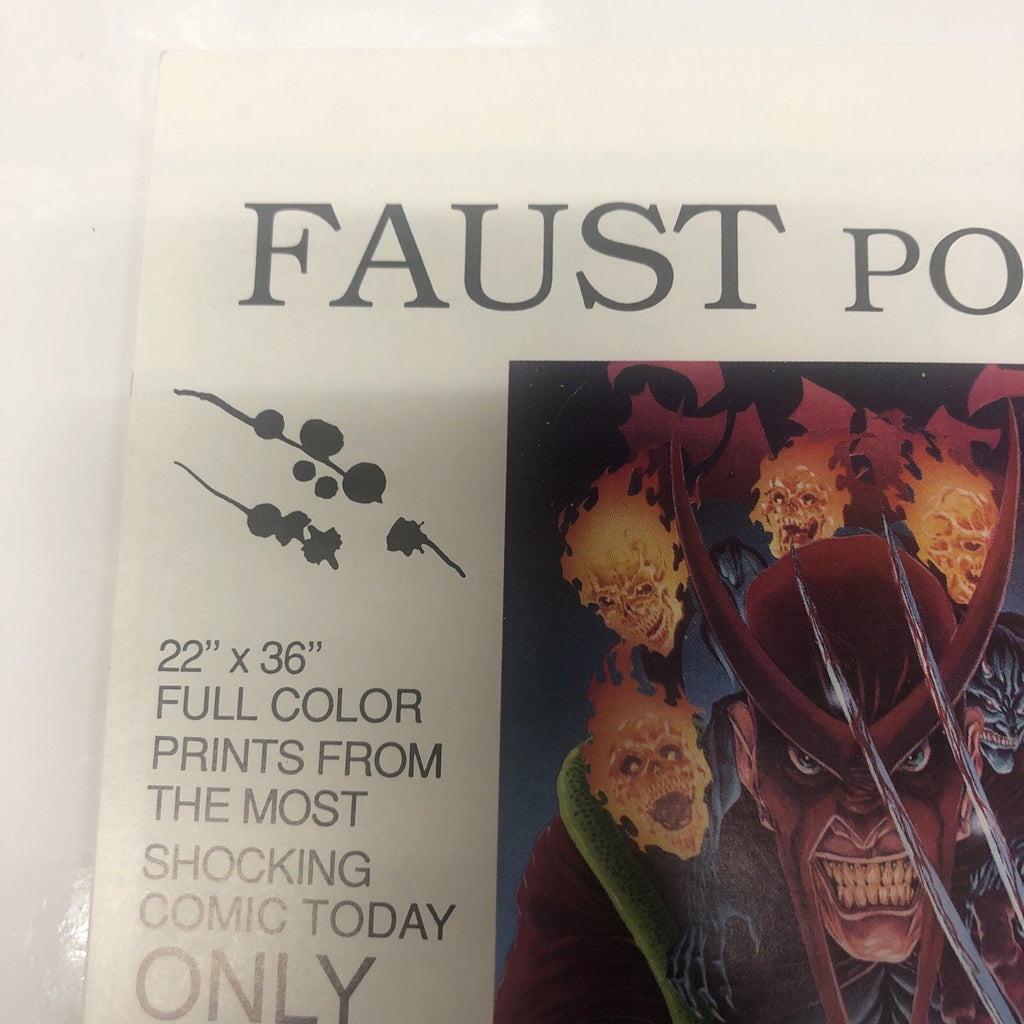 FAUST PO
22” x 36”
FULL COLOR
PRINTS FROM
THE MOST
SHOCKING
COMIC TODAY
ONLY